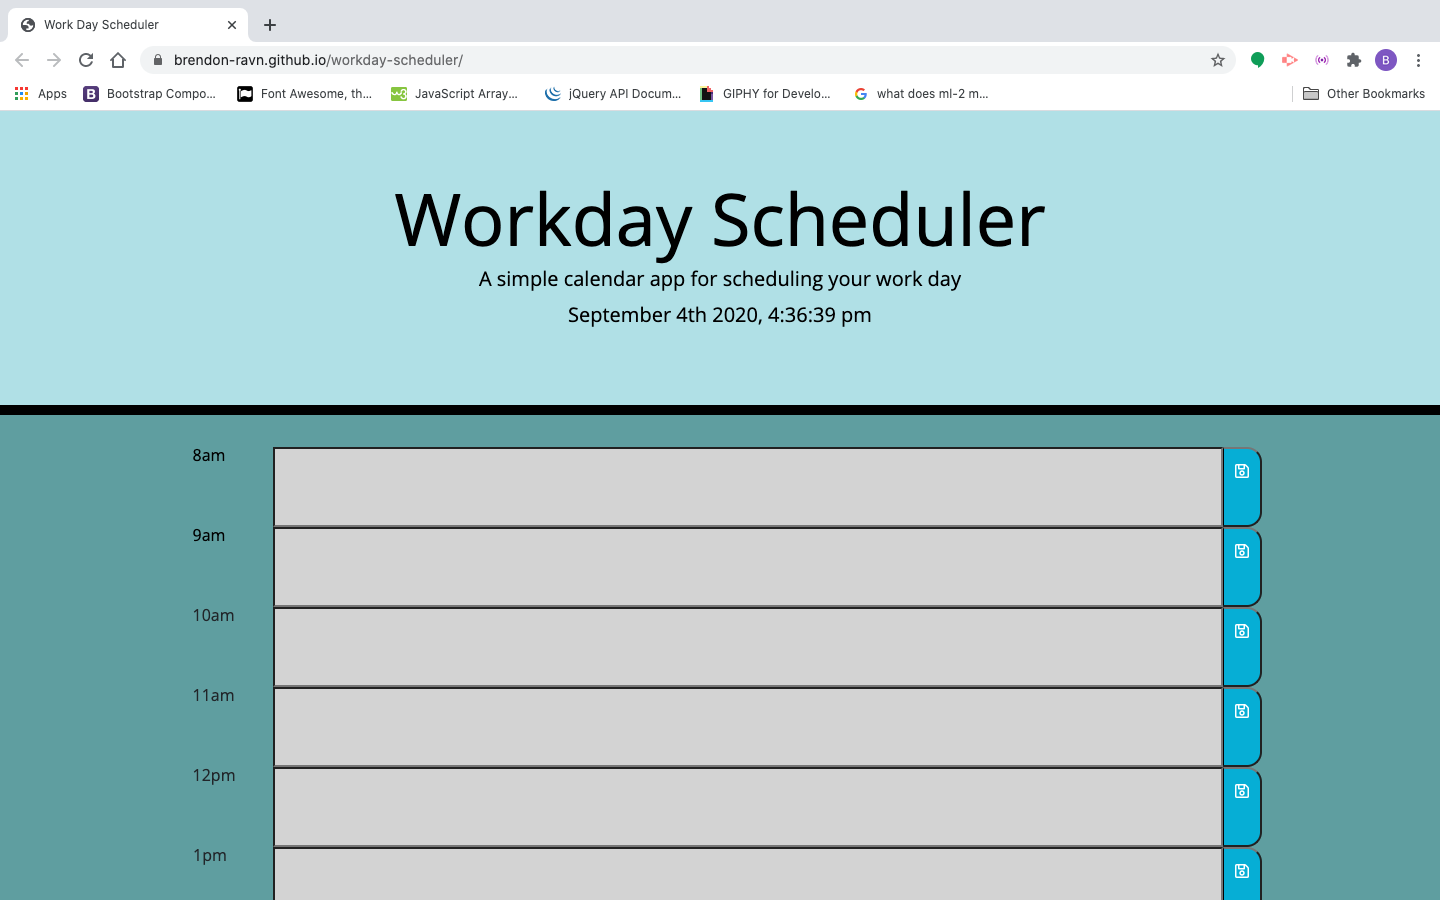 Work Day Scheduler
brendon-ravn.github.io/workday-scheduler/
B
Apps
B
Bootstrap Compo...
Font Awesome, th...
JavaScript Array...
jQuery API Docum...
GIPHY for Develo...
what does ml-2 m...
Other Bookmarks
Workday Scheduler
A simple calendar app for scheduling your work day
September 4th 2020, 4:36:39 pm
8am
9am
10am
11am
12pm
1pm